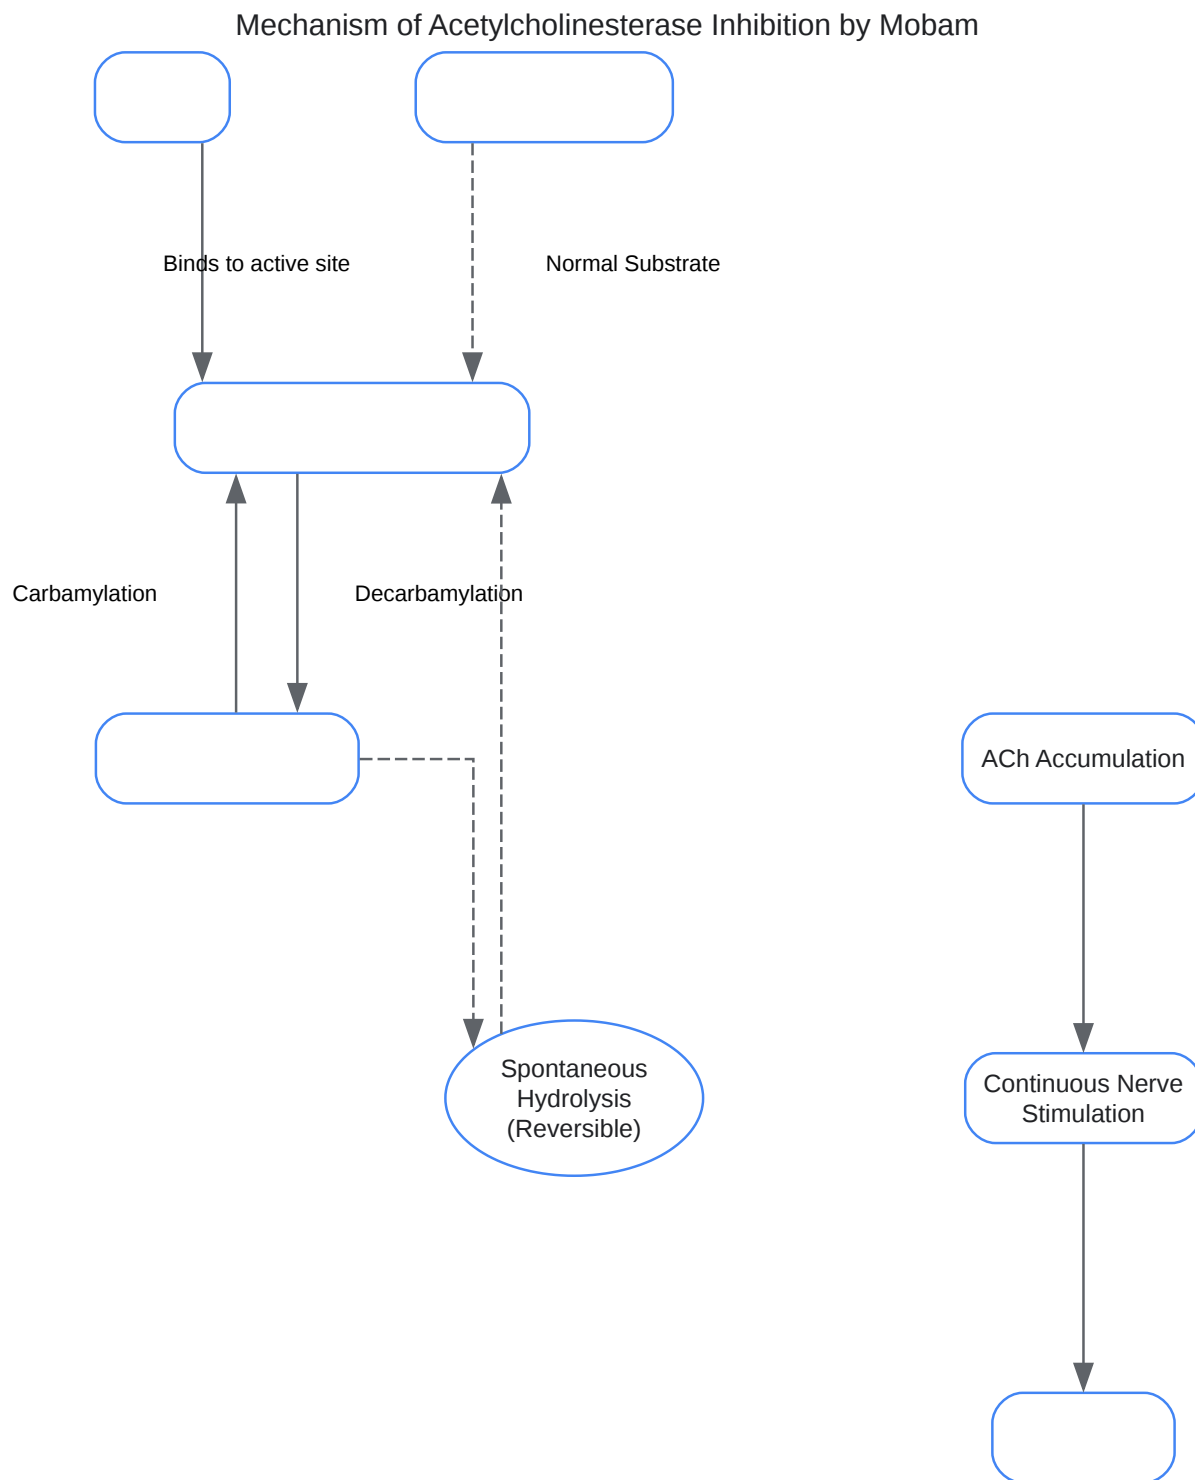 Mechanism of Acetylcholinesterase Inhibition by Mobam
Binds to active site
Normal Substrate
Carbamylation
Decarbamylation
ACh Accumulation
Spontaneous
Hydrolysis
(Reversible)
Continuous Nerve
Stimulation